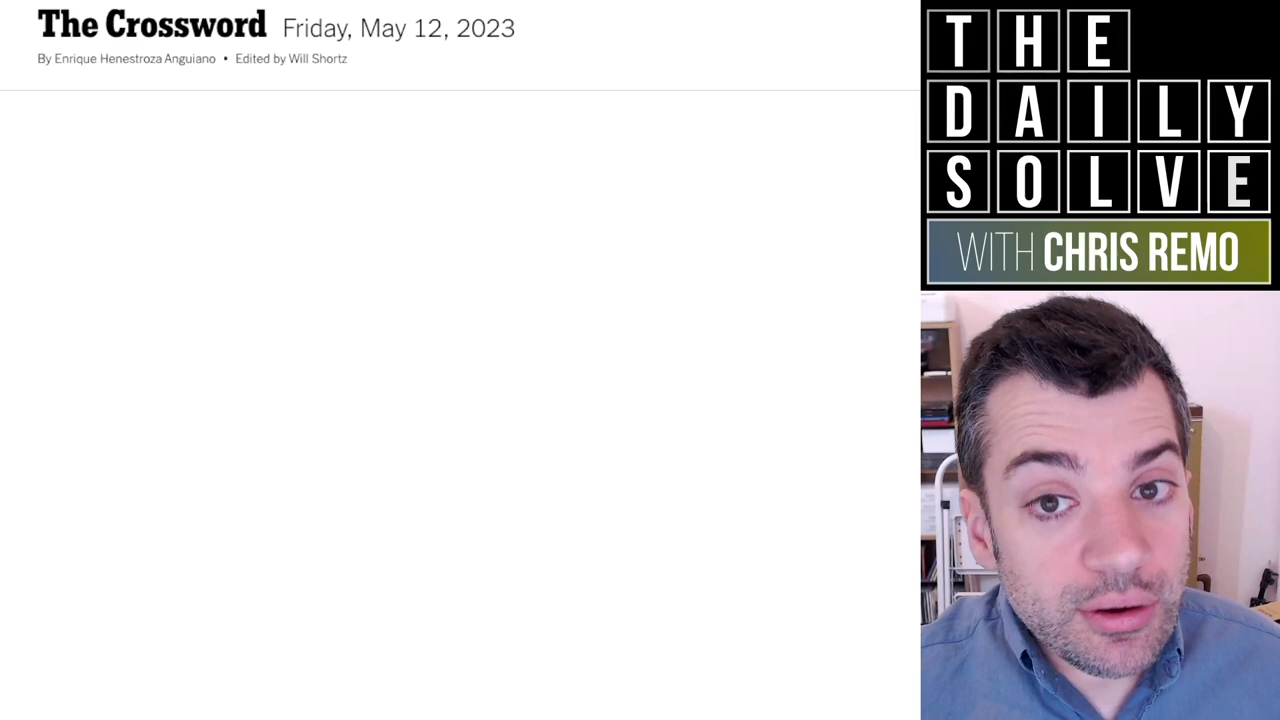 The Crossword Friday, May 12, 2023
By Enrique Henestroza Anguiano • Edited by Will Shortz
THE
DAILY
SOLVE
WITH CHRIS REMO